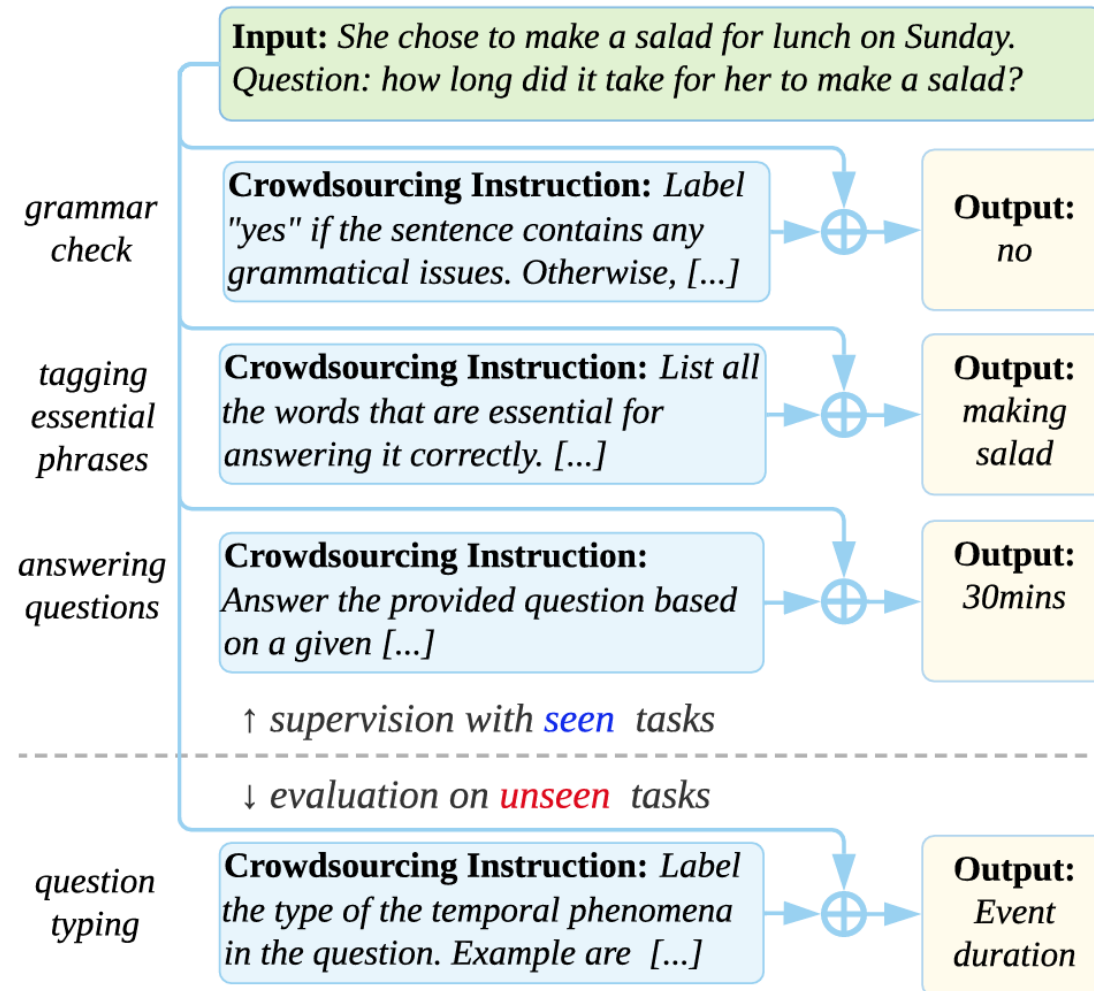 Input: She chose to make a salad for lunch on Sunday.
Question: how long did it take for her to make a salad?
grammar
check
Crowdsourcing Instruction: Label
"yes" if the sentence contains any
grammatical issues. Otherwise, [...]
Output:
no
tagging
essential
phrases
Crowdsourcing Instruction: List all
the words that are essential for
answering it correctly. [...]
Output:
making
salad
answering
questions
Crowdsourcing Instruction:
Answer the provided question based
on a given [...]
Output:
30mins
↑ supervision with seen tasks
↓ evaluation on unseen tasks
question
typing
Crowdsourcing Instruction: Label
the type of the temporal phenomena
in the question. Example are [...]
Output:
Event
duration